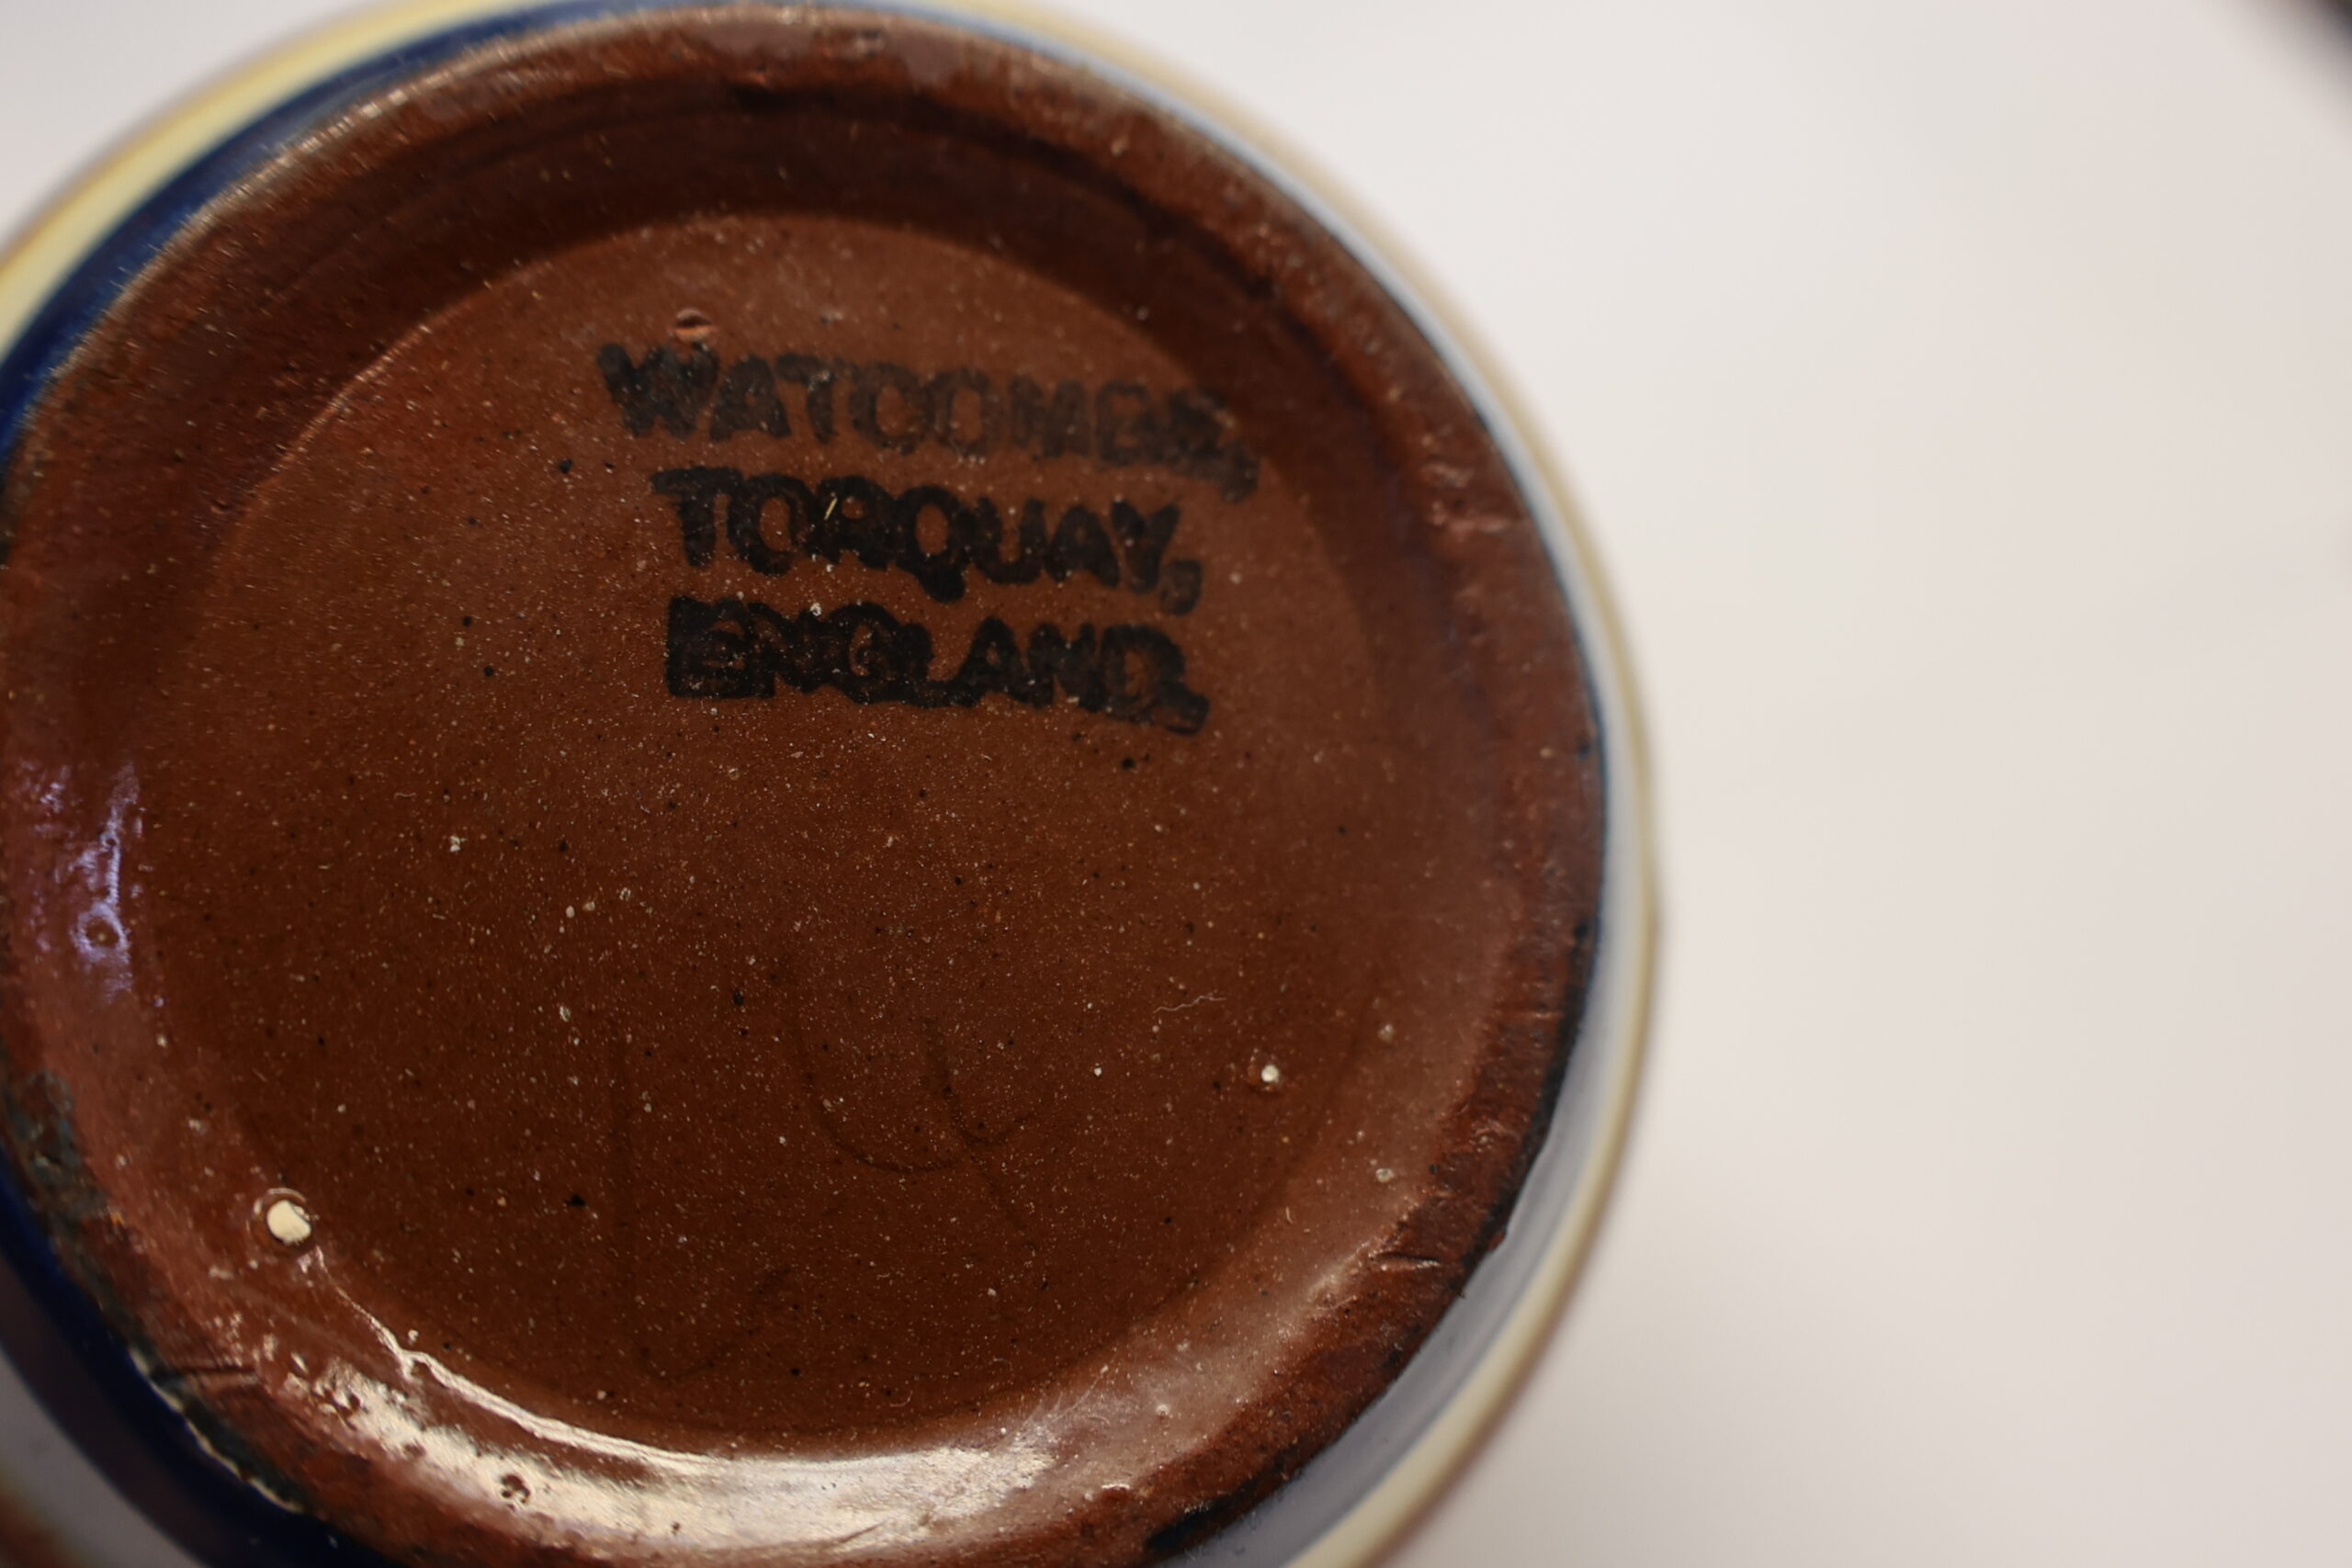 WATCOMBE,
TORQUAY,
ENGLAND.